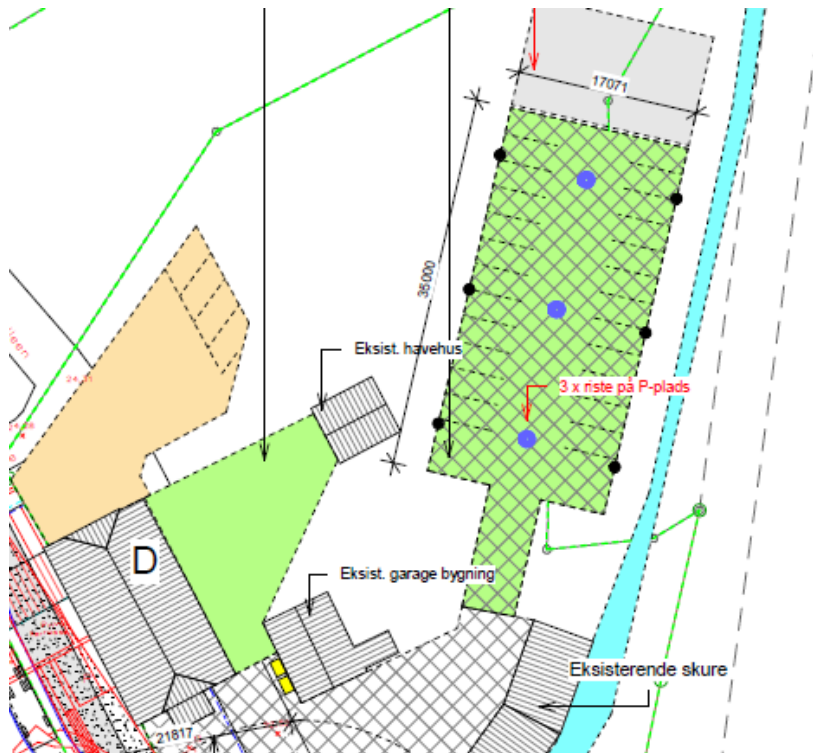 17071
35000
Eksist. havehus
3 x riste på P-plads
D
Eksist. garage bygning
Eksisterende skure
21817